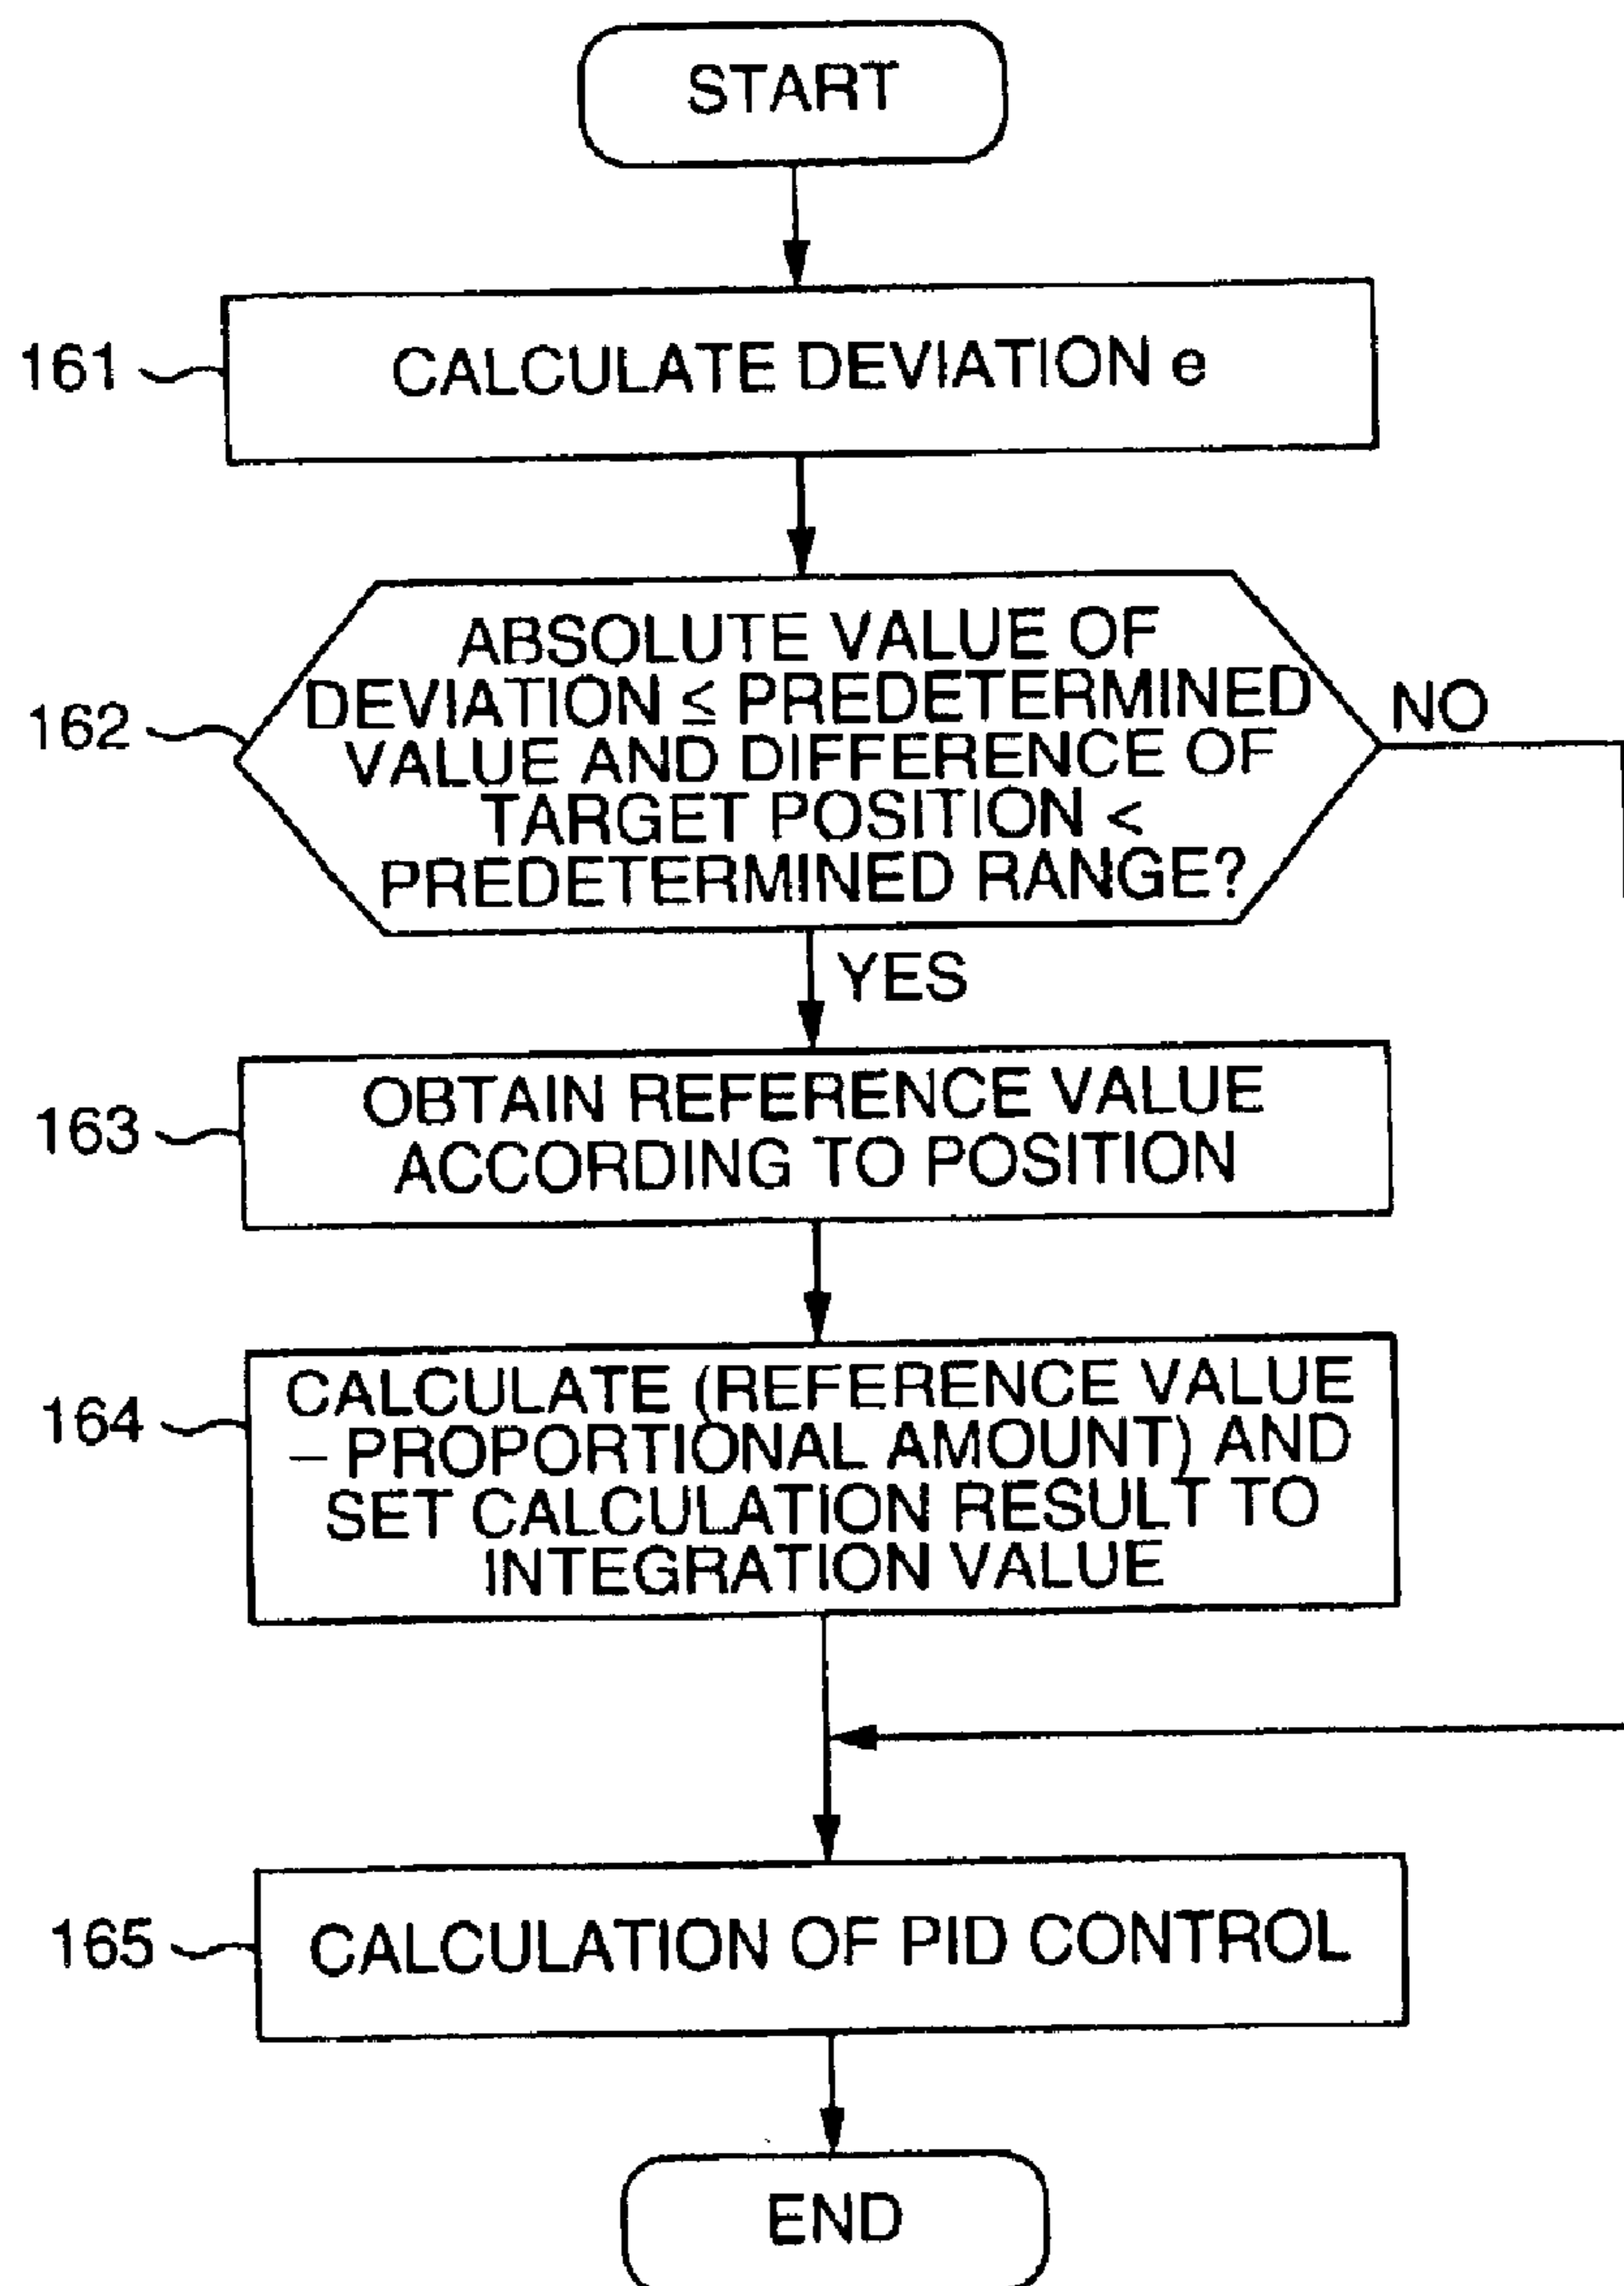 START
161
CALCULATE DEVIATION e
162
ABSOLUTE VALUE OF
DEVIATION ≤ PREDETERMINED
VALUE AND DIFFERENCE OF
TARGET POSITION <
PREDETERMINED RANGE?
NO
YES
163
OBTAIN REFERENCE VALUE
ACCORDING TO POSITION
164
CALCULATE (REFERENCE VALUE
– PROPORTIONAL AMOUNT) AND
SET CALCULATION RESULT TO
INTEGRATION VALUE
165
CALCULATION OF PID CONTROL
END